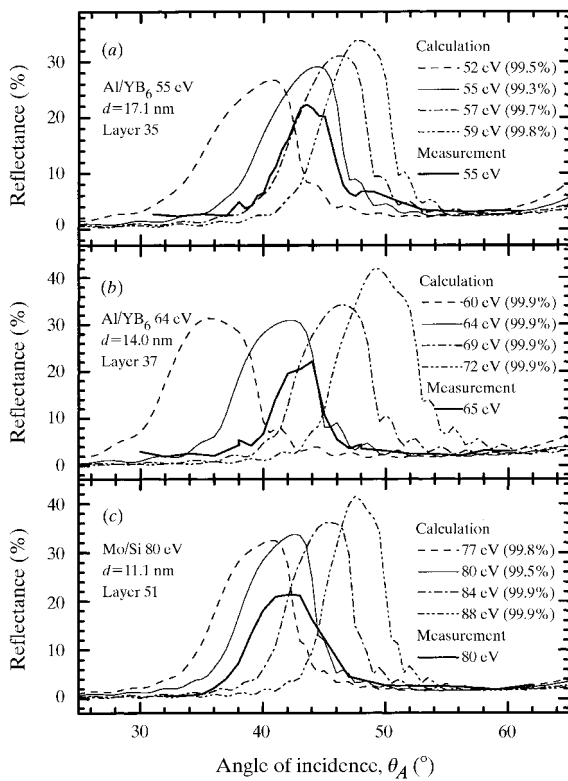 (a)
Al/YB₆ 55 eV
d=17.1 nm
Layer 35
Calculation
52 eV (99.5%)
55 eV (99.3%)
57 eV (99.7%)
59 eV (99.8%)
Measurement
55 eV
Reflectance (%)
30
20
10
0
(b)
Al/YB₆ 64 eV
d=14.0 nm
Layer 37
Calculation
60 eV (99.9%)
64 eV (99.9%)
69 eV (99.9%)
72 eV (99.9%)
Measurement
65 eV
Reflectance (%)
40
30
20
10
0
(c)
Mo/Si 80 eV
d=11.1 nm
Layer 51
Calculation
77 eV (99.8%)
80 eV (99.5%)
84 eV (99.9%)
88 eV (99.9%)
Measurement
80 eV
Reflectance (%)
40
30
20
10
0
30 40 50 60
Angle of incidence, θA (°)